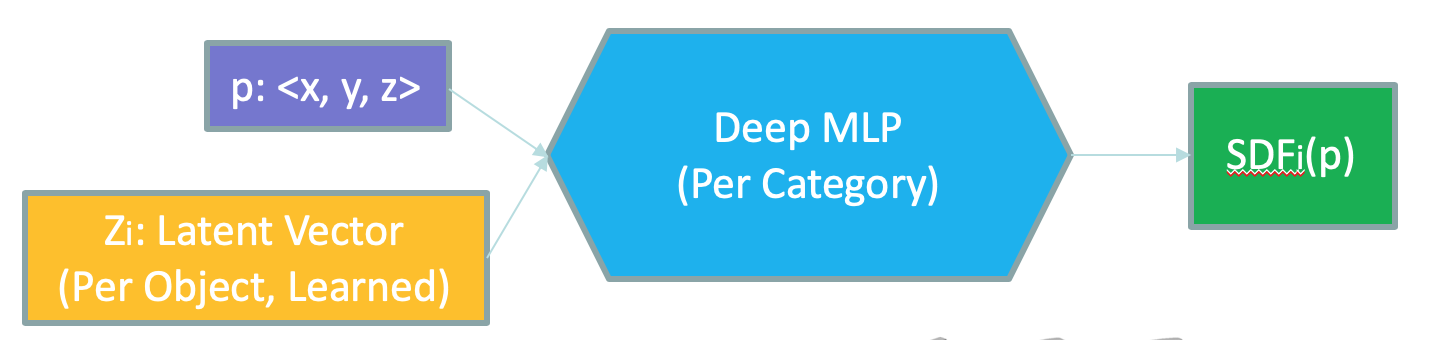 p: <x, y, z>
Zi: Latent Vector
(Per Object, Learned)
Deep MLP
(Per Category)
SDFi(p)